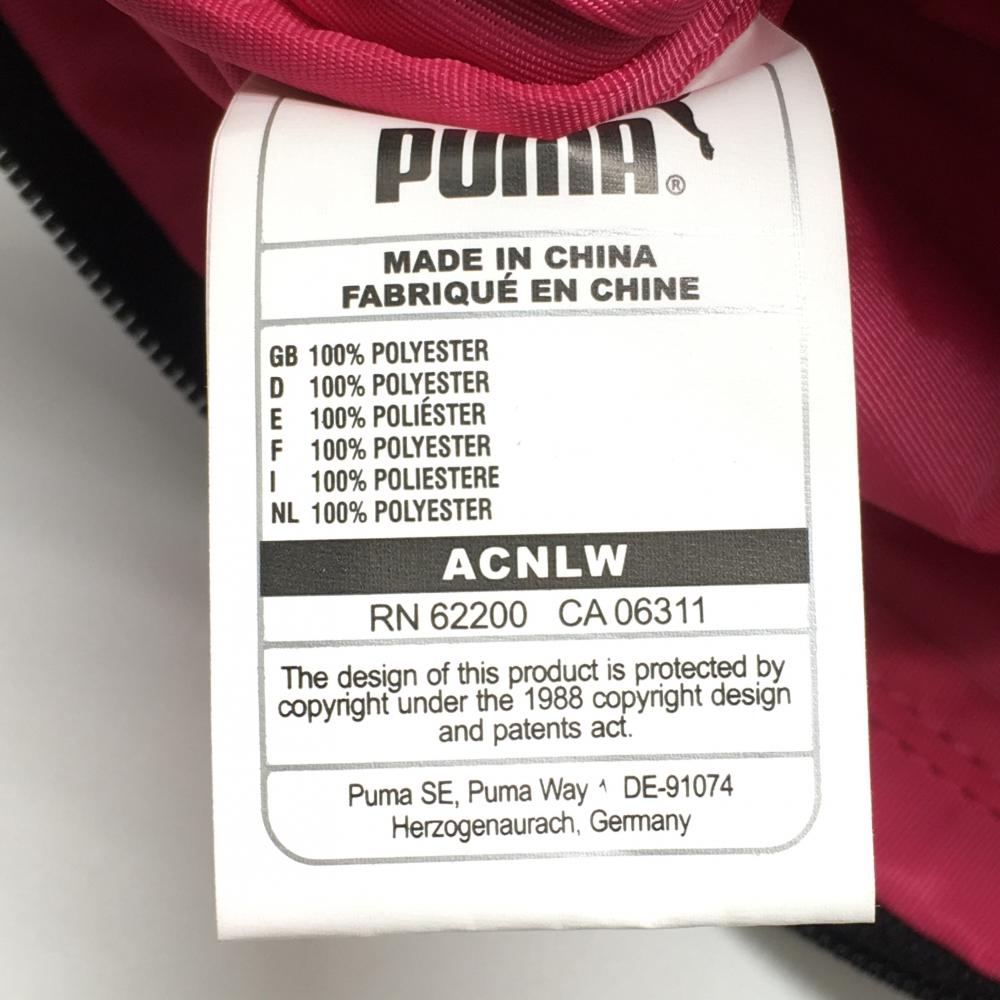 PUMA®
MADE IN CHINA
FABRIQUÉ EN CHINE
GB 100% POLYESTER
D 100% POLYESTER
E 100% POLIÉSTER
F 100% POLYESTER
I 100% POLIESTERE
NL 100% POLYESTER
ACNLW
RN 62200 CA 06311
The design of this product is protected by
copyright under the 1988 copyright design
and patents act.
Puma SE, Puma Way DE-91074
Herzogenaurach, Germany